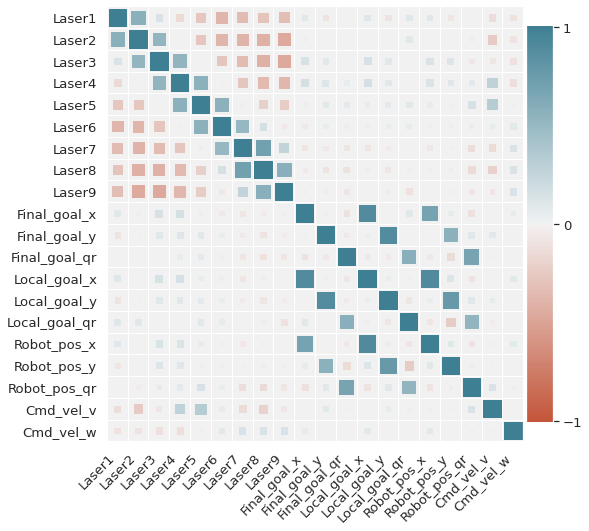 Laser1
Laser2
Laser3
Laser4
Laser5
Laser6
Laser7
Laser8
Laser9
Final_goal_x
Final_goal_y
Final_goal_qr
Local_goal_x
Local_goal_y
Local_goal_qr
Robot_pos_x
Robot_pos_y
Robot_pos_qr
Cmd_vel_v
Cmd_vel_w
1
0
−1
Laser1
Laser2
Laser3
Laser4
Laser5
Laser6
Laser7
Laser8
Laser9
Final_goal_x
Final_goal_y
Final_goal_qr
Local_goal_x
Local_goal_y
Local_goal_qr
Robot_pos_x
Robot_pos_y
Robot_pos_qr
Cmd_vel_v
Cmd_vel_w